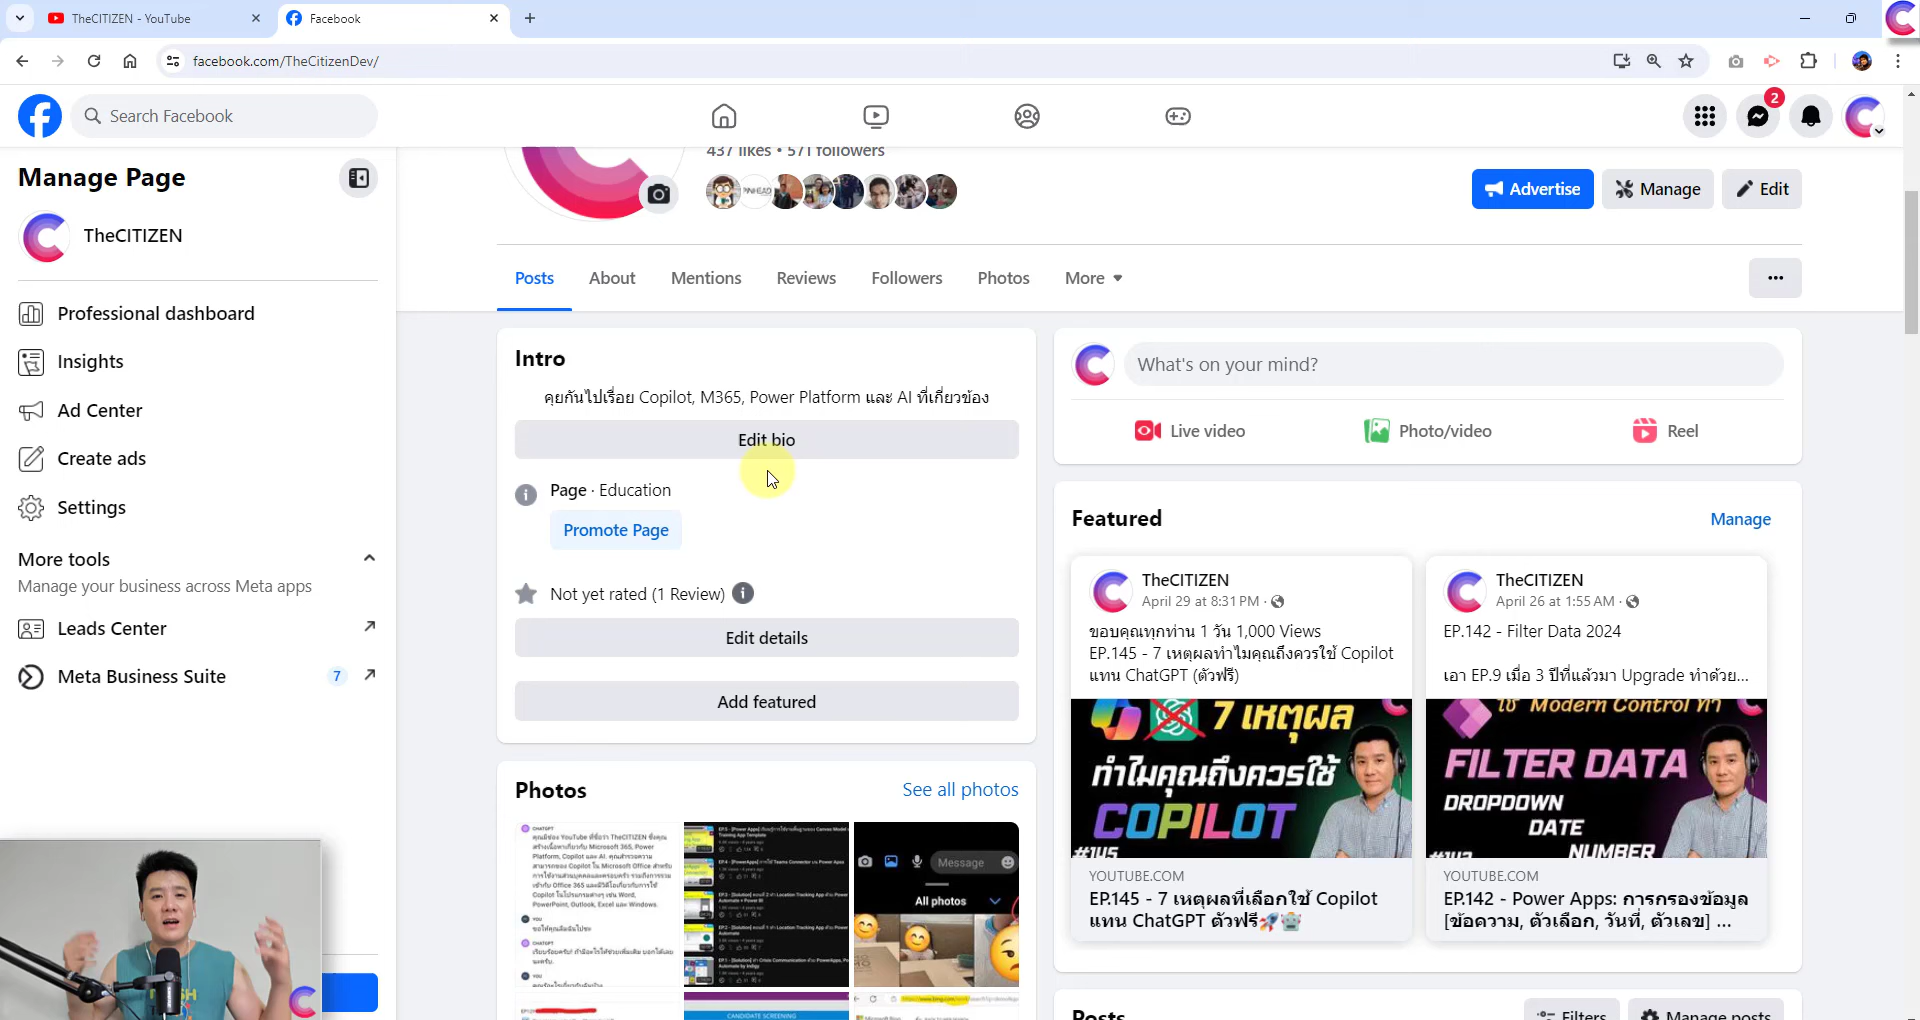 TheCITIZEN - YouTube
Facebook
facebook.com/TheCitizenDev/
Search Facebook
2
Manage Page
TheCITIZEN
Professional dashboard
Insights
Ad Center
Create ads
Settings
More tools
Manage your business across Meta apps
Leads Center
Meta Business Suite
7
437 likes • 571 followers
Advertise
Manage
Edit
Posts
About
Mentions
Reviews
Followers
Photos
More
Intro
คุยกันไปเรื่อย Copilot, M365, Power Platform และ AI ที่เกี่ยวข้อง
Edit bio
Page · Education
Promote Page
Not yet rated (1 Review)
Edit details
Add featured
Photos
See all photos
Message
All photos
CANDIDATE SCREENING
What's on your mind?
Live video
Photo/video
Reel
Featured
Manage
TheCITIZEN
April 29 at 8:31 PM ·
ขอบคุณทุกท่าน 1 วัน 1,000 Views
EP.145 - 7 เหตุผลทำไมคุณถึงควรใช้ Copilot
แทน ChatGPT (ตัวฟรี)
7 เหตุผล
ทำไมคุณถึงควรใช้
COPILOT
#145
YOUTUBE.COM
EP.145 - 7 เหตุผลที่เลือกใช้ Copilot
แทน ChatGPT ตัวฟรี🚀🤖
TheCITIZEN
April 26 at 1:55 AM ·
EP.142 - Filter Data 2024
เอา EP.9 เมื่อ 3 ปีที่แล้วมา Upgrade ทำด้วย...
ใช้ Modern Control ทำ
FILTER DATA
DROPDOWN
DATE
NUMBER
#142
YOUTUBE.COM
EP.142 - Power Apps: การกรองข้อมูล
[ข้อความ, ตัวเลือก, วันที่, ตัวเลข] ...
Posts
Filters
Manage posts